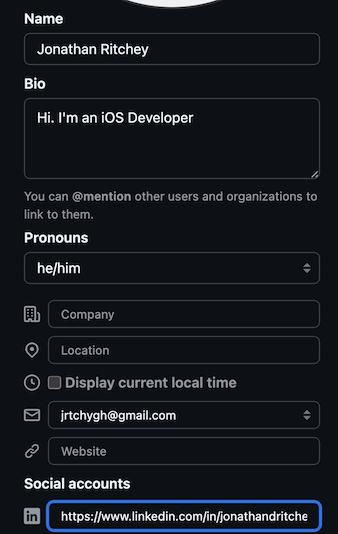 Name
Jonathan Ritchey
Bio
Hi. I'm an iOS Developer
You can @mention other users and organizations to
link to them.
Pronouns
he/him
Company
Location
Display current local time
jrtchygh@gmail.com
Website
Social accounts
in https://www.linkedin.com/in/jonathandritche